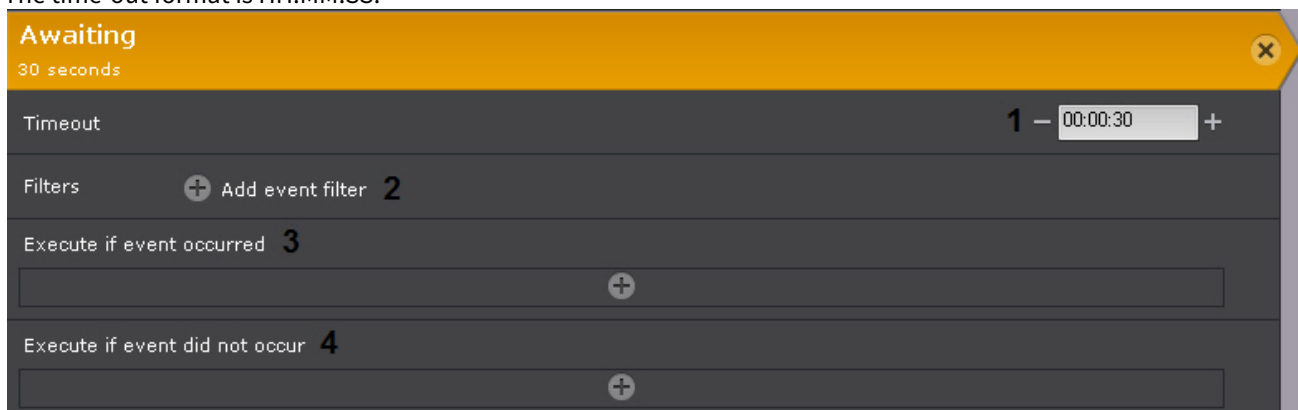 The time-out format is HH:MM:SS.
Awaiting
30 seconds
Timeout 1 – 00:00:30 +
Filters Add event filter 2
Execute if event occurred 3
Execute if event did not occur 4